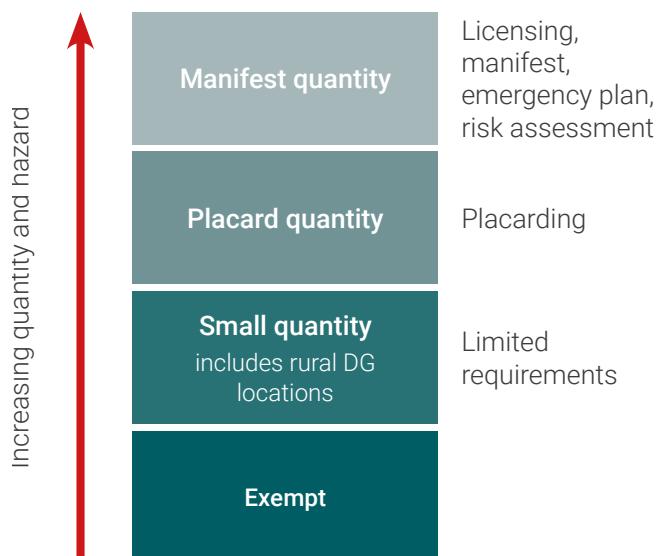 Increasing quantity and hazard
Manifest quantity
Licensing,
manifest,
emergency plan,
risk assessment
Placard quantity
Placarding
Small quantity
includes rural DG
locations
Limited
requirements
Exempt